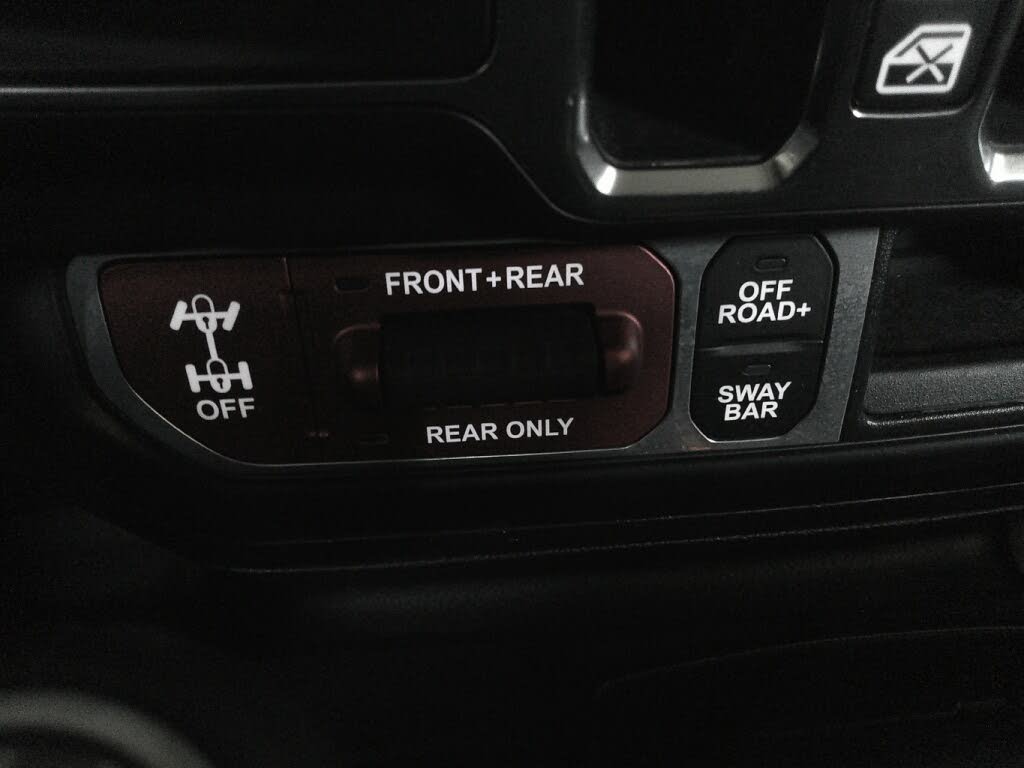 FRONT+REAR
OFF
REAR ONLY
OFF
ROAD+
SWAY
BAR